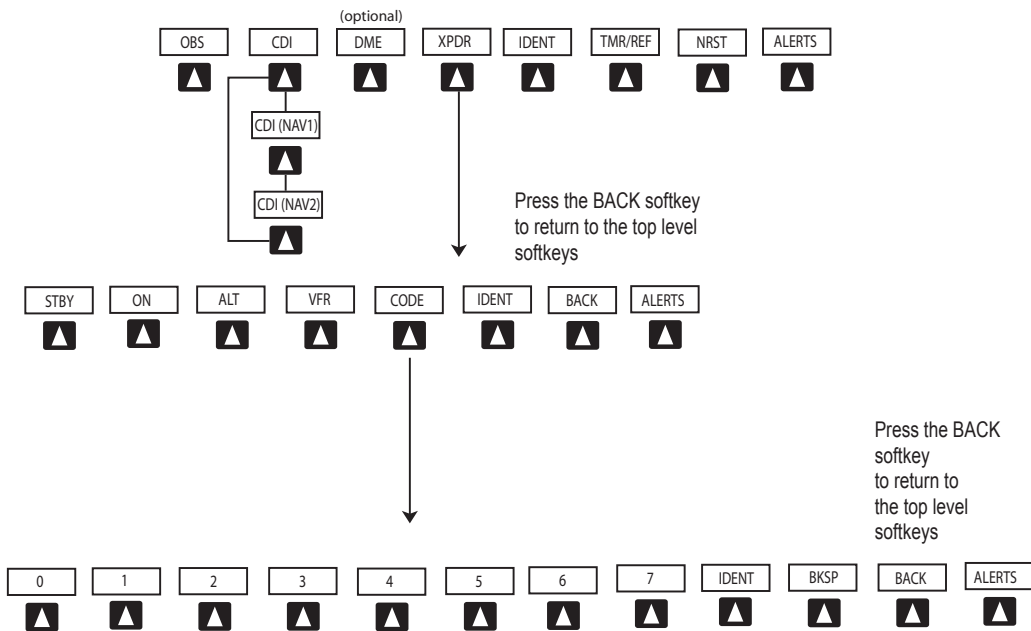 (optional)
OBS CDI DME XPDR IDENT TMR/REF NRST ALERTS
CDI (NAV1)
CDI (NAV2)
Press the BACK softkey
to return to the top level
softkeys
STBY ON ALT VFR CODE IDENT BACK ALERTS
Press the BACK
softkey
to return to
the top level
softkeys
0 1 2 3 4 5 6 7 IDENT BKSP BACK ALERTS